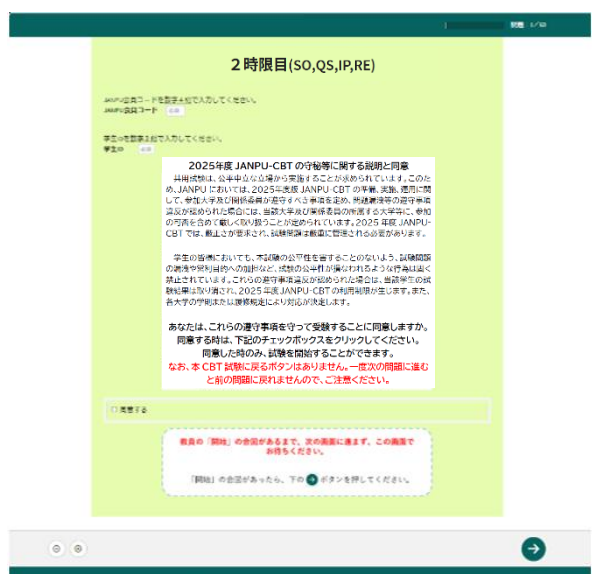 設問 1/50
2時限目(SO,QS,IP,RE)
JANPU会員コードを数字4桁で入力してください。
JANPU会員コード
学生IDを数字3桁で入力してください。
学生ID
2025年度 JANPU-CBT の守秘等に関する説明と同意
共用試験は、公平中立な立場から実施することが求められています。このた
め、JANPU においては、2025年度版 JANPU-CBT の準備、実施、運用に関
して、参加大学及び関係委員が遵守すべき事項を定め、問題漏洩等の遵守事項
違反が認められた場合には、当該大学及び関係委員の所属する大学等に、参加
の可否を含めて厳しく取り扱うことが定められています。2025 年度 JANPU-
CBT では、厳正さが要求され、試験問題は厳重に管理される必要があります。
学生の皆様においても、本試験の公平性を害することのないよう、試験問題
の漏洩や営利目的への加担など、試験の公平性が損なわれるような行為は固く
禁止されています。これらの遵守事項違反が認められた場合は、当該学生の試
験結果は取り消され、2025 年度 JANPU-CBT の利用制限が生じます。また、
各大学の学則または履修規定により対応が決定します。
あなたは、これらの遵守事項を守って受験することに同意しますか。
同意する時は、下記のチェックボックスをクリックしてください。
同意した時のみ、試験を開始することができます。
なお、本 CBT 試験に戻るボタンはありません。一度次の問題に進む
と前の問題に戻れませんので、ご注意ください。
同意する
教員の「開始」の合図があるまで、次の画面に進まず、この画面で
お待ちください。
「開始」の合図があったら、下の ボタンを押してください。